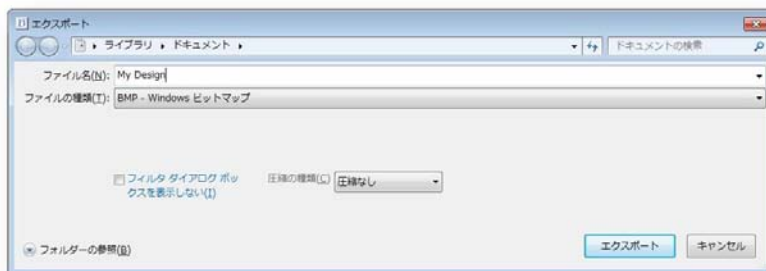 エクスポート
ライブラリ ▸ ドキュメント ▸
ドキュメントの検索
ファイル名(N): My Design
ファイルの種類(T): BMP - Windows ビットマップ
フィルタ ダイアログ ボッ
クスを表示しない(I)
圧縮の種類(C) 圧縮なし
フォルダーの参照(B)
エクスポート
キャンセル